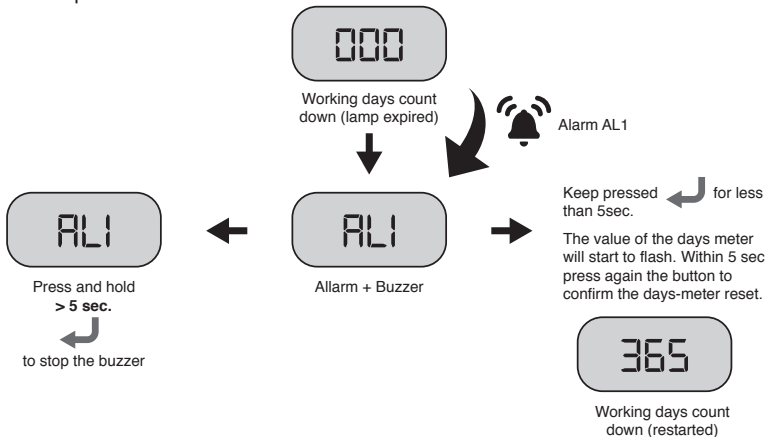 000
Working days count
down (lamp expired)
Alarm AL1
AL1
Press and hold
> 5 sec.
to stop the buzzer
AL1
Allarm + Buzzer
Keep pressed for less
than 5sec.
The value of the days meter
will start to flash. Within 5 sec
press again the button to
confirm the days-meter reset.
365
Working days count
down (restarted)